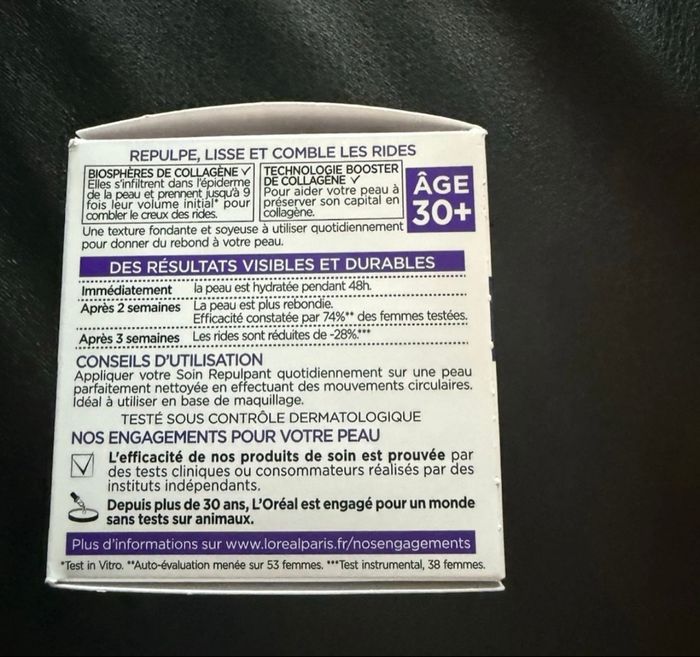 REPULPE, LISSE ET COMBLE LES RIDES
BIOSPHÈRES DE COLLAGÈNE ✓
Elles s'infiltrent dans l'épiderme
de la peau et prennent jusqu'à 9
fois leur volume initial* pour
combler le creux des rides.
TECHNOLOGIE BOOSTER
DE COLLAGÈNE ✓
Pour aider votre peau à
préserver son capital en
collagène.
ÂGE
30+
Une texture fondante et soyeuse à utiliser quotidiennement
pour donner du rebond à votre peau.
DES RÉSULTATS VISIBLES ET DURABLES
Immédiatement la peau est hydratée pendant 48h.
Après 2 semaines La peau est plus rebondie.
Efficacité constatée par 74%** des femmes testées.
Après 3 semaines Les rides sont réduites de -28%.***
CONSEILS D'UTILISATION
Appliquer votre Soin Repulpant quotidiennement sur une peau
parfaitement nettoyée en effectuant des mouvements circulaires.
Idéal à utiliser en base de maquillage.
TESTÉ SOUS CONTRÔLE DERMATOLOGIQUE
NOS ENGAGEMENTS POUR VOTRE PEAU
L'efficacité de nos produits de soin est prouvée par
des tests cliniques ou consommateurs réalisés par des
instituts indépendants.
Depuis plus de 30 ans, L'Oréal est engagé pour un monde
sans tests sur animaux.
Plus d'informations sur www.lorealparis.fr/nosengagements
*Test in Vitro. **Auto-évaluation menée sur 53 femmes. ***Test instrumental, 38 femmes.